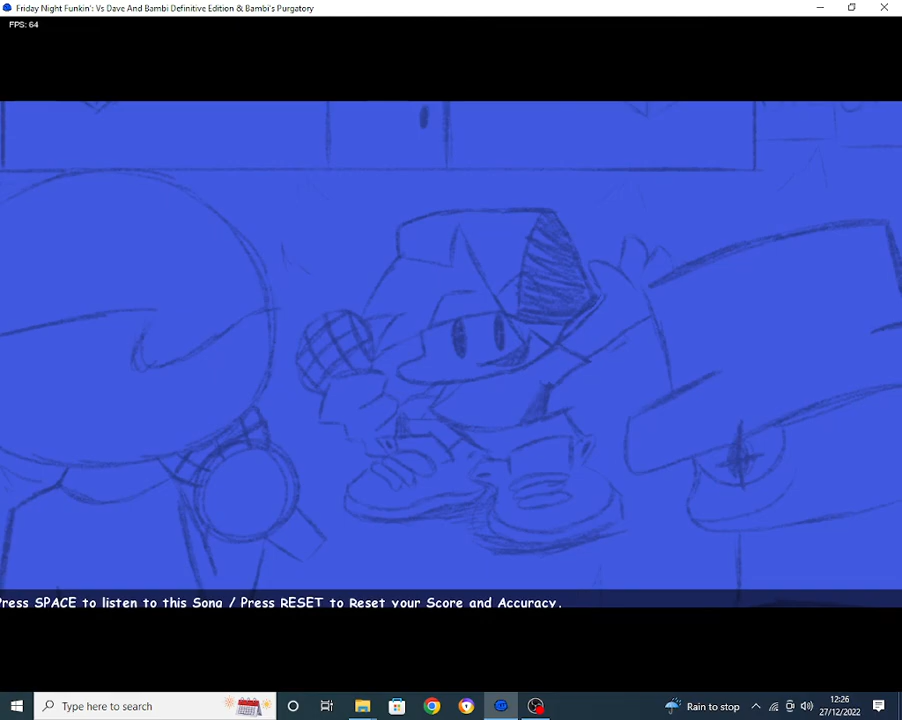 Friday Night Funkin': Vs Dave And Bambi Definitive Edition & Bambi's Purgatory
FPS: 64
Press SPACE to listen to this Song / Press RESET to Reset your Score and Accuracy.
Type here to search
Rain to stop
12:26
27/12/2022